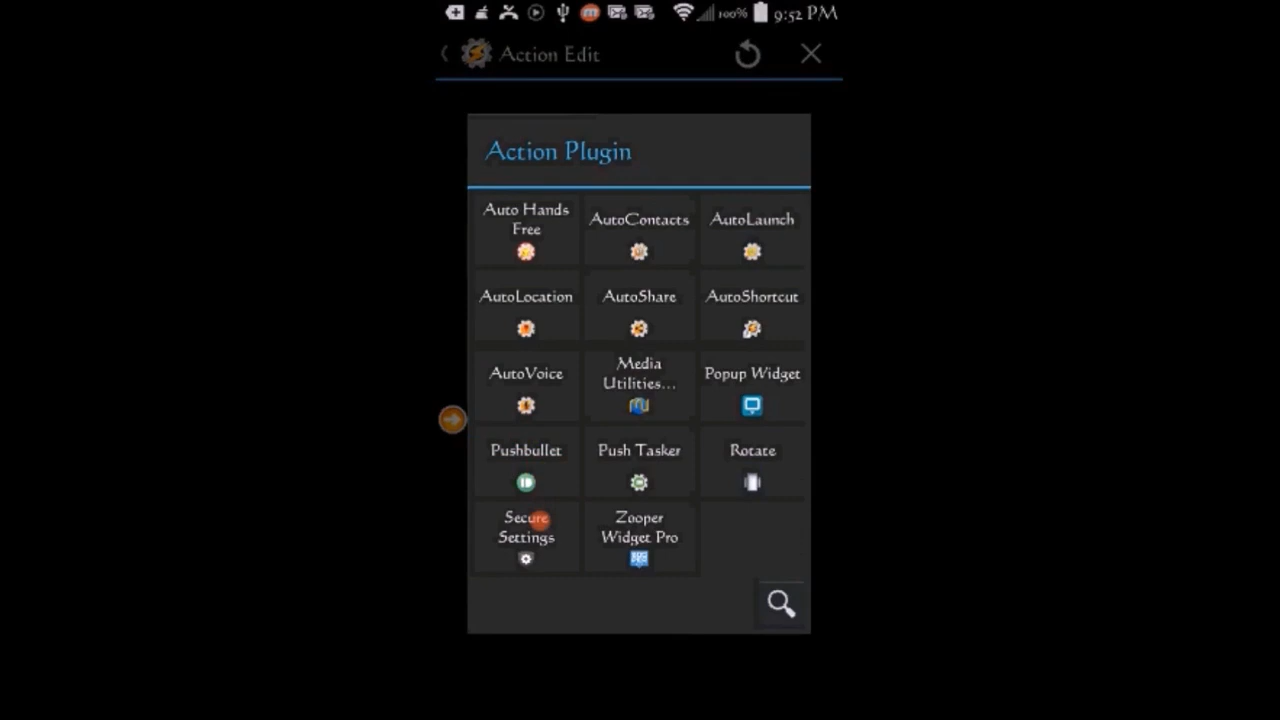 100% 9:52 PM
Action Edit
Action Plugin
Auto Hands
Free
AutoContacts
AutoLaunch
AutoLocation
AutoShare
AutoShortcut
AutoVoice
Media
Utilities...
Popup Widget
Pushbullet
Push Tasker
Rotate
Secure
Settings
Zooper
Widget Pro